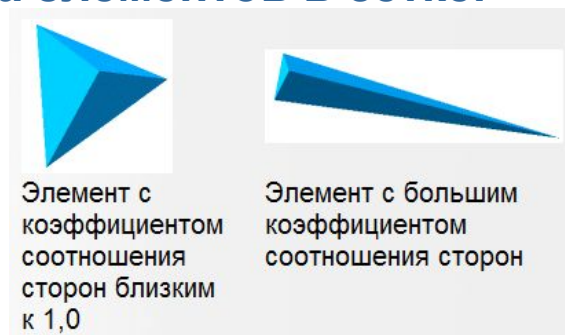 Элемент с
коэффициентом
соотношения
сторон близким
к 1,0
Элемент с большим
коэффициентом
соотношения сторон